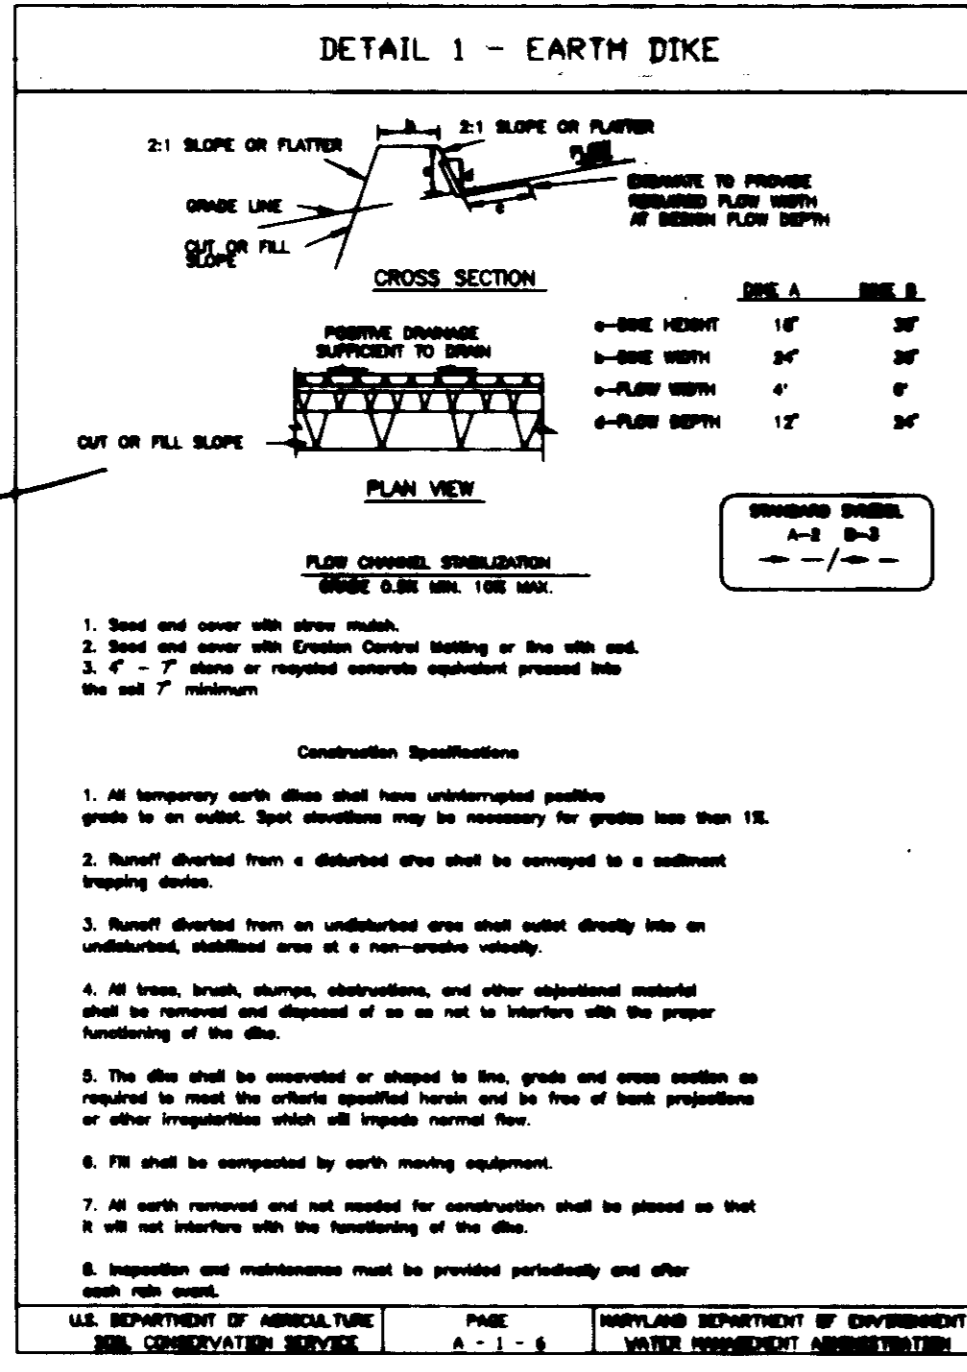 DETAIL 1 - EARTH DIKE
b
2:1 SLOPE OR FLATTER
2:1 SLOPE OR FLATTER
FLOW
a
d
GRADE LINE
c
EXCAVATE TO PROVIDE
REQUIRED FLOW WIDTH
AT DESIGN FLOW DEPTH
CUT OR FILL
SLOPE
CROSS SECTION
DIKE A DIKE B
a-DIKE HEIGHT 18" 30"
b-DIKE WIDTH 24" 36"
c-FLOW WIDTH 4' 6'
d-FLOW DEPTH 12" 24"
POSITIVE DRAINAGE
SUFFICIENT TO DRAIN
CUT OR FILL SLOPE
PLAN VIEW
STANDARD SYMBOL
A-2 B-3
/
FLOW CHANNEL STABILIZATION
GRADE 0.5% MIN. 10% MAX.
1. Seed and cover with straw mulch.
2. Seed and cover with Erosion Control Matting or line with sod.
3. 4" - 7" stone or recycled concrete equivalent pressed into
the soil 7" minimum
Construction Specifications
1. All temporary earth dikes shall have uninterrupted positive
grade to an outlet. Spot elevations may be necessary for grades less than 1%.
2. Runoff diverted from a disturbed area shall be conveyed to a sediment
trapping device.
3. Runoff diverted from an undisturbed area shall outlet directly into an
undisturbed, stabilized area at a non-erosive velocity.
4. All trees, brush, stumps, obstructions, and other objectional material
shall be removed and disposed of so as not to interfere with the proper
functioning of the dike.
5. The dike shall be excavated or shaped to line, grade and cross section as
required to meet the criteria specified herein and be free of bank projections
or other irregularities which will impede normal flow.
6. Fill shall be compacted by earth moving equipment.
7. All earth removed and not needed for construction shall be placed so that
it will not interfere with the functioning of the dike.
8. Inspection and maintenance must be provided periodically and after
each rain event.
U.S. DEPARTMENT OF AGRICULTURE
SOIL CONSERVATION SERVICE
PAGE
A - 1 - 6
MARYLAND DEPARTMENT OF ENVIRONMENT
WATER MANAGEMENT ADMINISTRATION